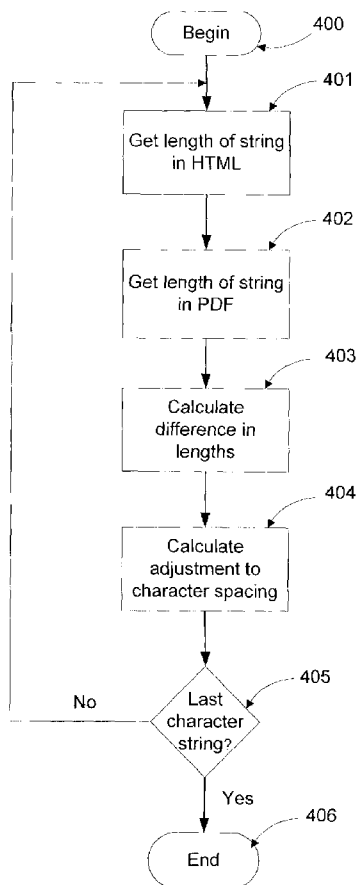 Begin
400
401
Get length of string
in HTML
402
Get length of string
in PDF
403
Calculate
difference in
lengths
404
Calculate
adjustment to
character spacing
405
Last
character
string?
No
Yes
406
End